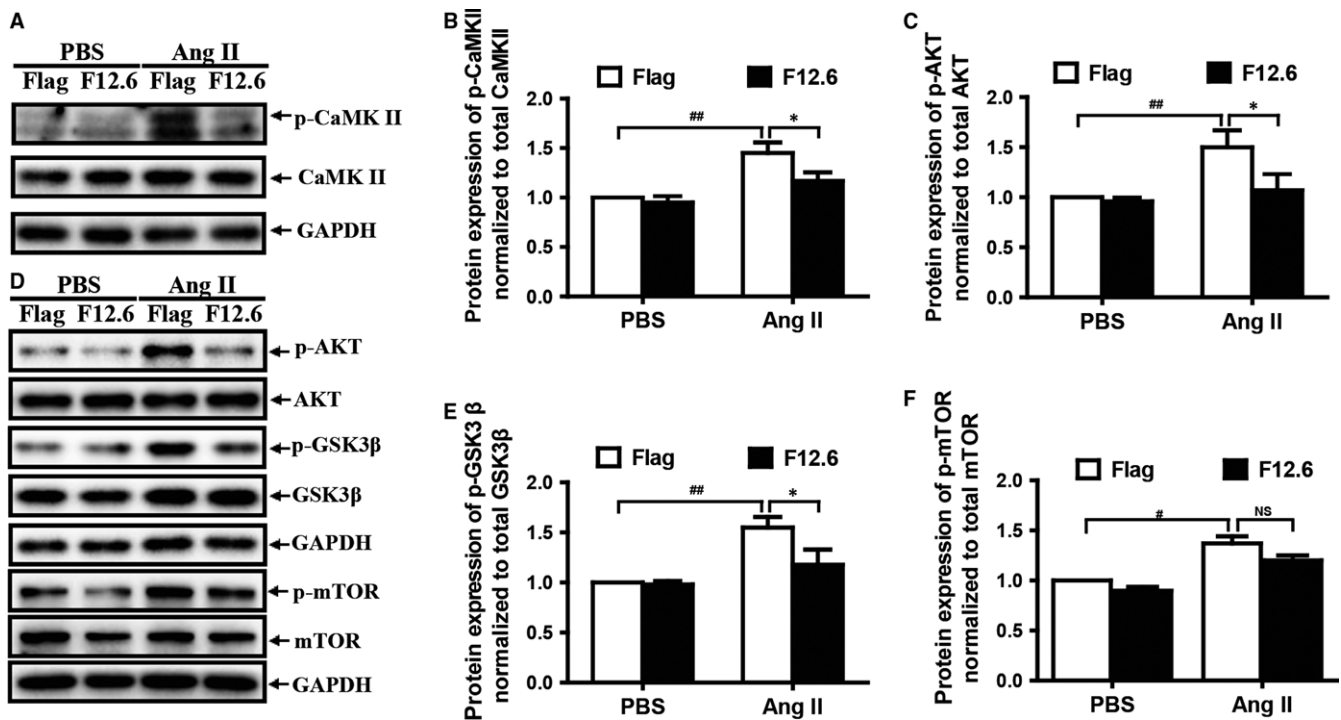 A
PBS Ang II
Flag F12.6 Flag F12.6
p-CaMK II
CaMK II
GAPDH
B
Protein expression of p-CaMKII
normalized to total CaMKII
Flag F12.6
2.0
1.5
1.0
0.5
0.0
## *
PBS Ang II
C
Protein expression of p-AKT
normalized to total AKT
Flag F12.6
2.0
1.5
1.0
0.5
0.0
## *
PBS Ang II
D
PBS Ang II
Flag F12.6 Flag F12.6
p-AKT
AKT
p-GSK3β
GSK3β
GAPDH
p-mTOR
mTOR
GAPDH
E
Protein expression of p-GSK3 β
normalized to total GSK3β
Flag F12.6
2.0
1.5
1.0
0.5
0.0
## *
PBS Ang II
F
Protein expression of p-mTOR
normalized to total mTOR
Flag F12.6
2.0
1.5
1.0
0.5
0.0
# NS
PBS Ang II